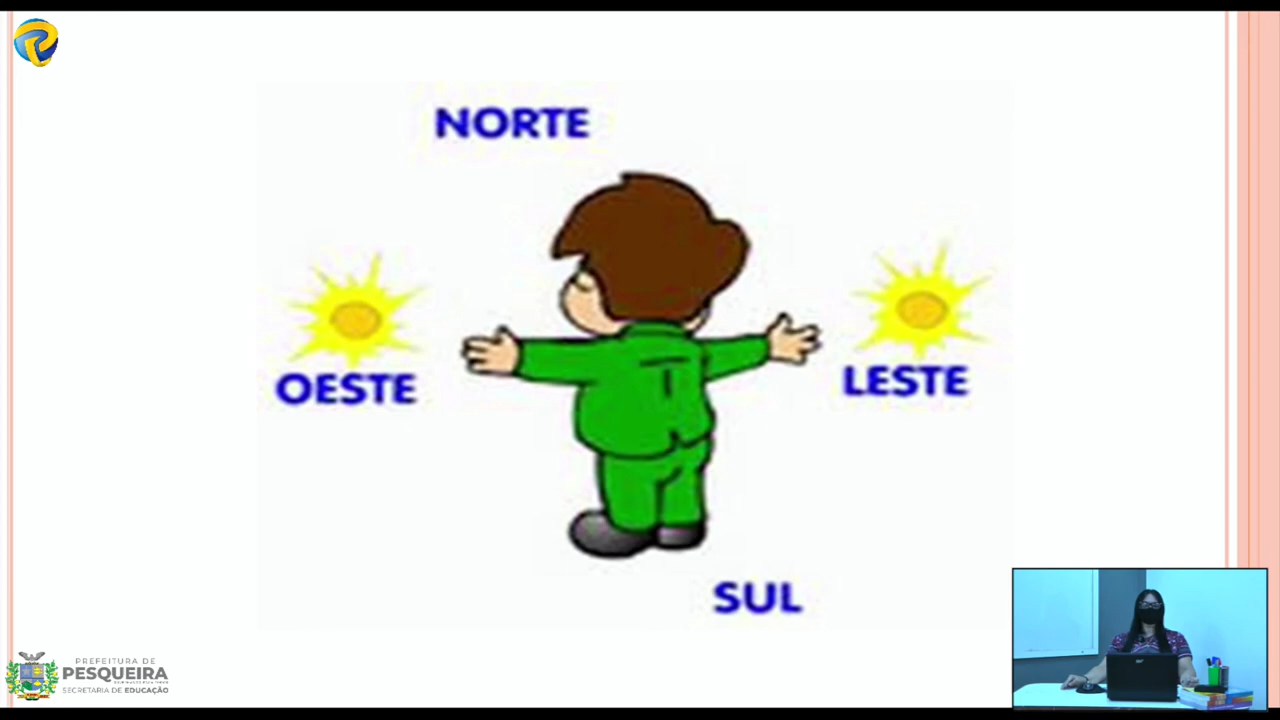 NORTE
OESTE
LESTE
SUL
PREFEITURA DE
PESQUEIRA
SECRETARIA DE EDUCAÇÃO